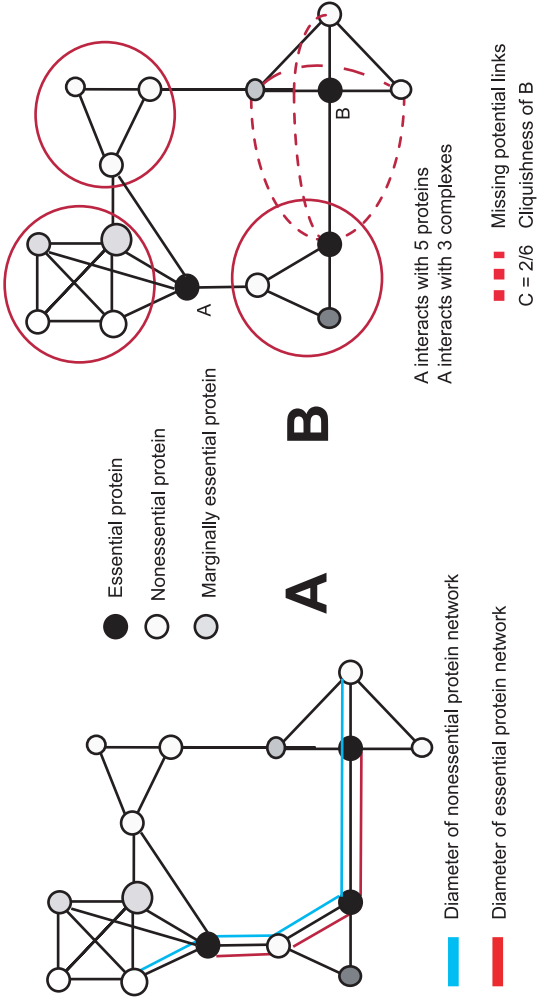 A
Essential protein
Nonessential protein
Marginally essential protein
Diameter of nonessential protein network
Diameter of essential protein network
B
A
B
A interacts with 5 proteins
A interacts with 3 complexes
Missing potential links
C = 2/6 Cliquishness of B